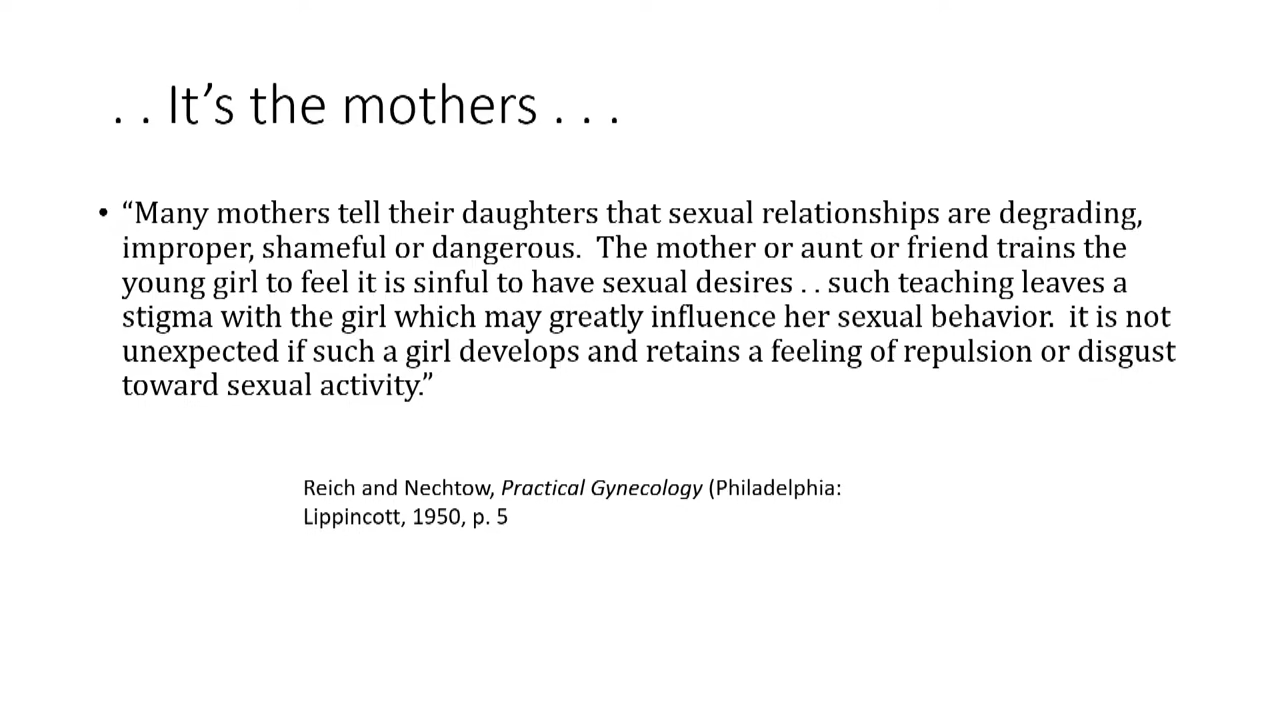 . . It’s the mothers . . .
• “Many mothers tell their daughters that sexual relationships are degrading,
improper, shameful or dangerous.  The mother or aunt or friend trains the
young girl to feel it is sinful to have sexual desires . . such teaching leaves a
stigma with the girl which may greatly influence her sexual behavior.  it is not
unexpected if such a girl develops and retains a feeling of repulsion or disgust
toward sexual activity.”
Reich and Nechtow, Practical Gynecology (Philadelphia:
Lippincott, 1950, p. 5